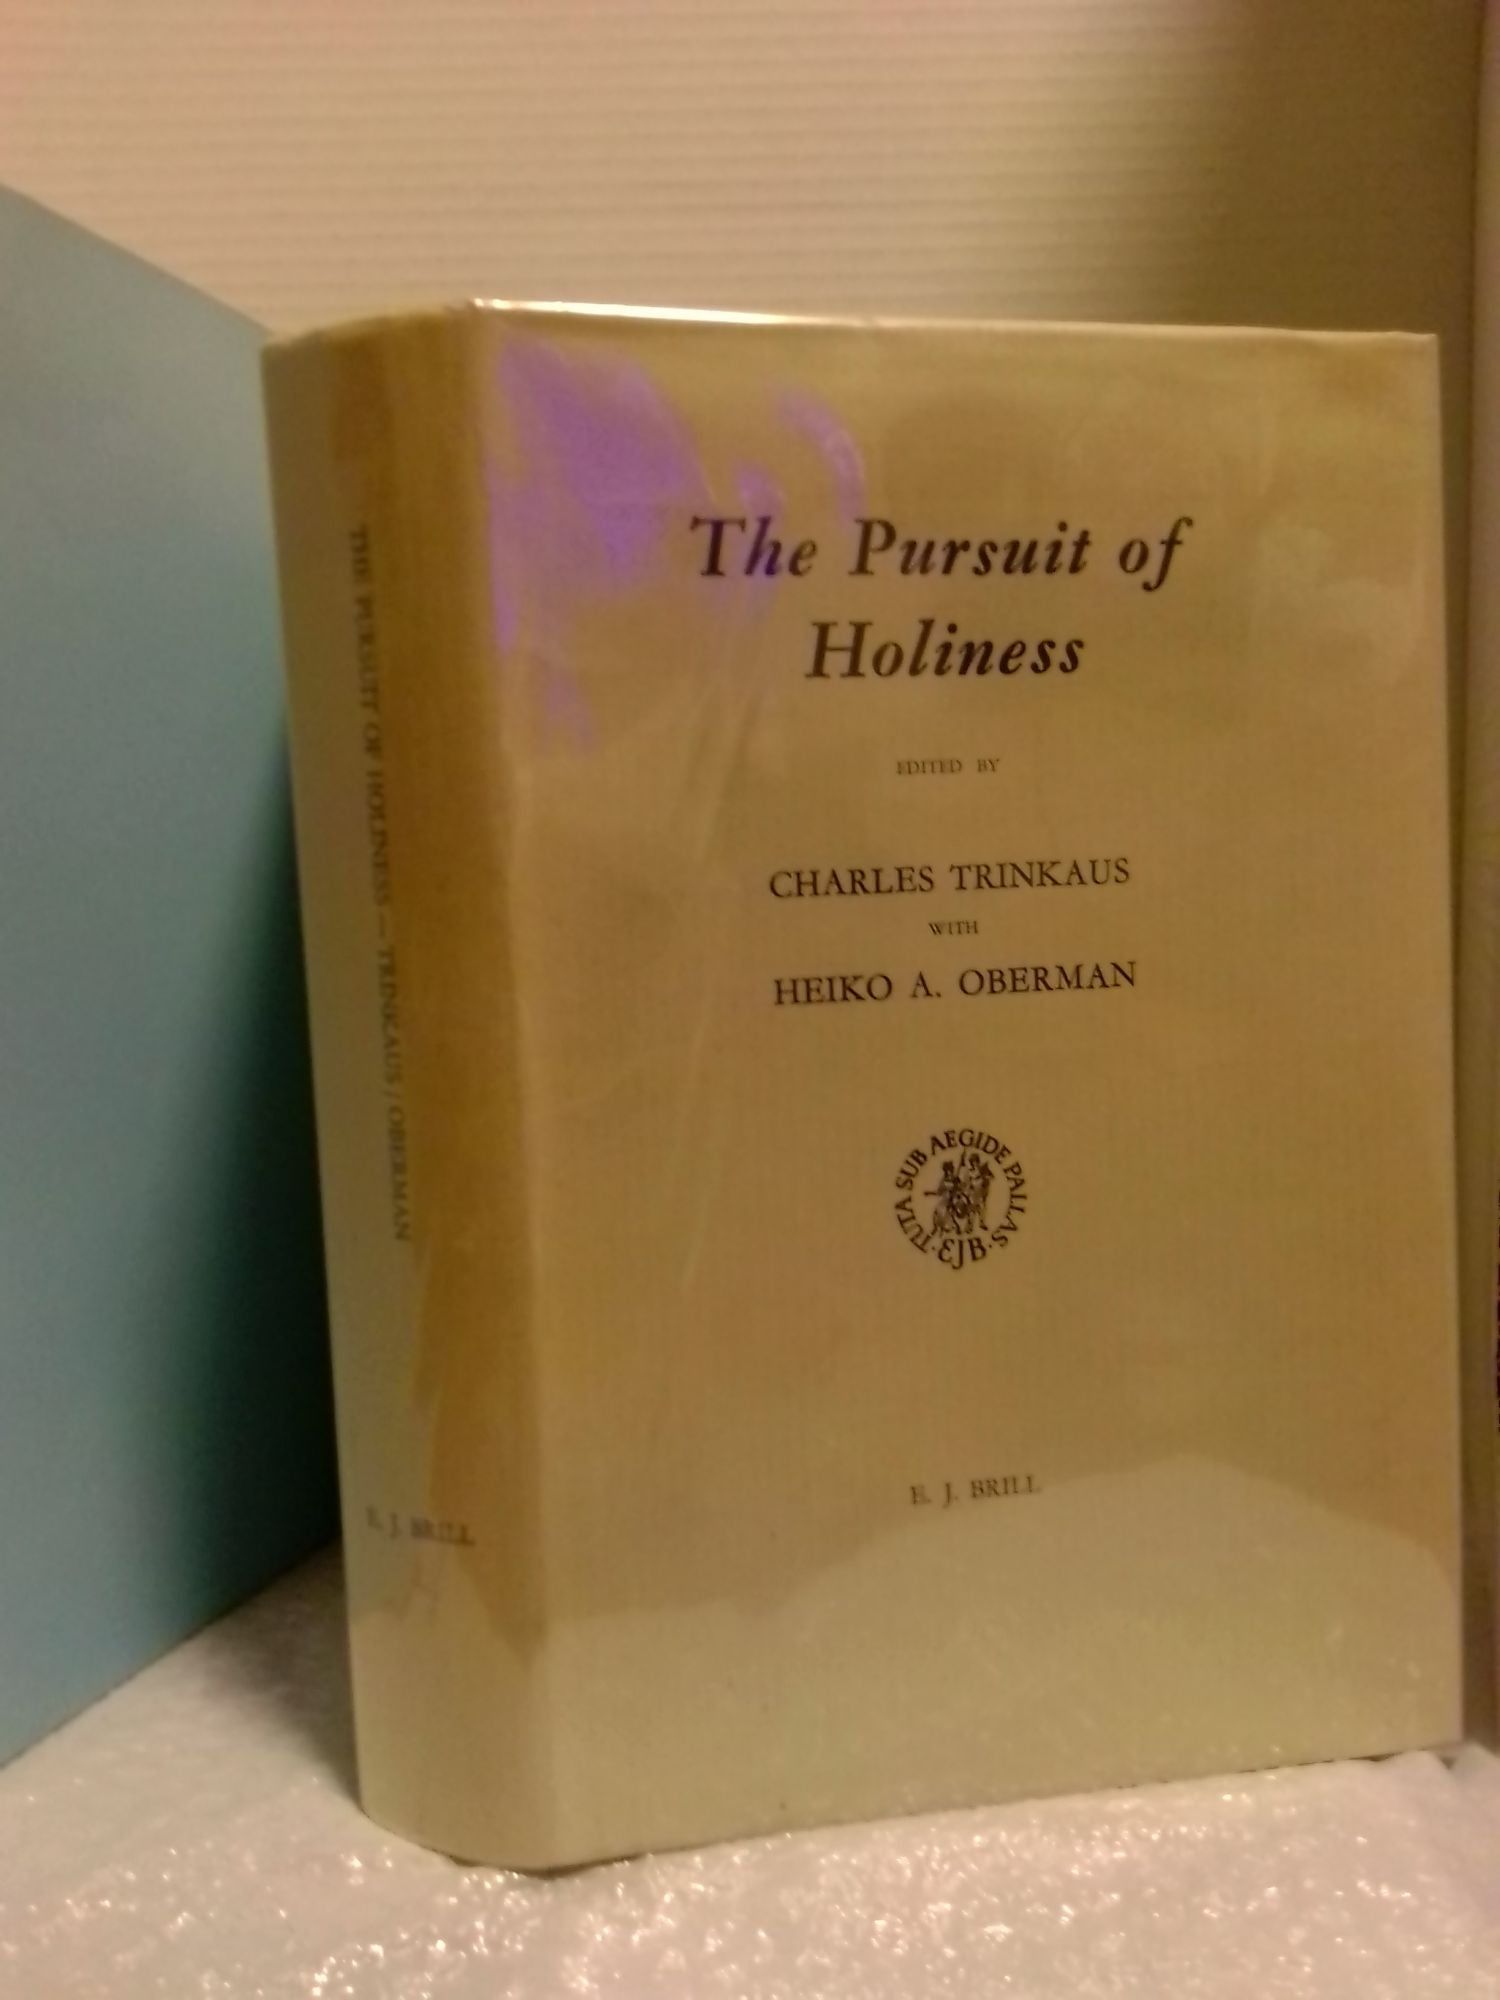 The Pursuit of
Holiness
EDITED BY
CHARLES TRINKAUS
WITH
HEIKO A. OBERMAN
TUTA SUB AEGIDE PALLAS · EJB ·
E. J. BRILL
THE PURSUIT OF HOLINESS — TRINKAUS / OBERMAN
E. J. BRILL